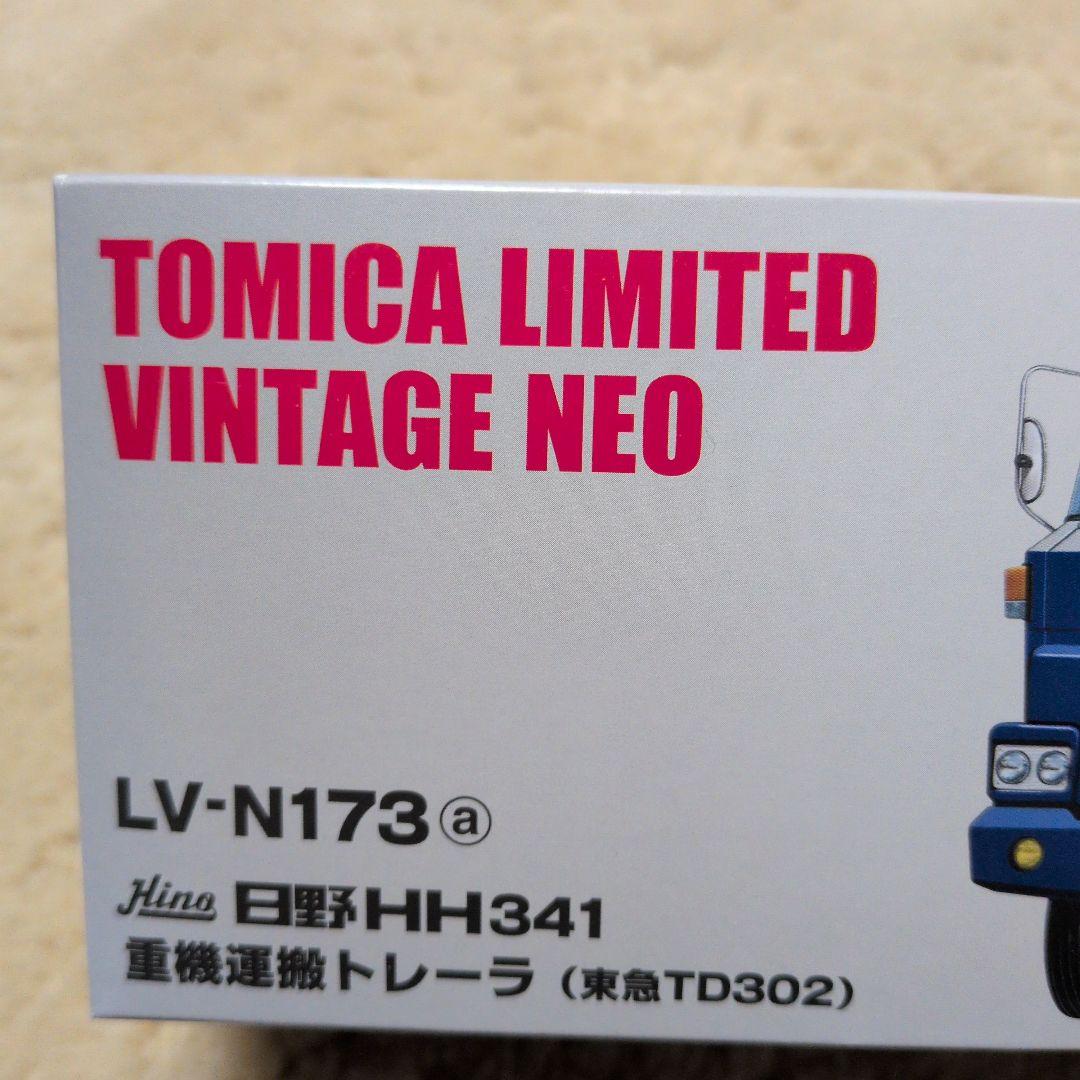 TOMICA LIMITED
VINTAGE NEO
LV-N173ⓐ
Hino 日野HH341
重機運搬トレーラ（東急TD302）